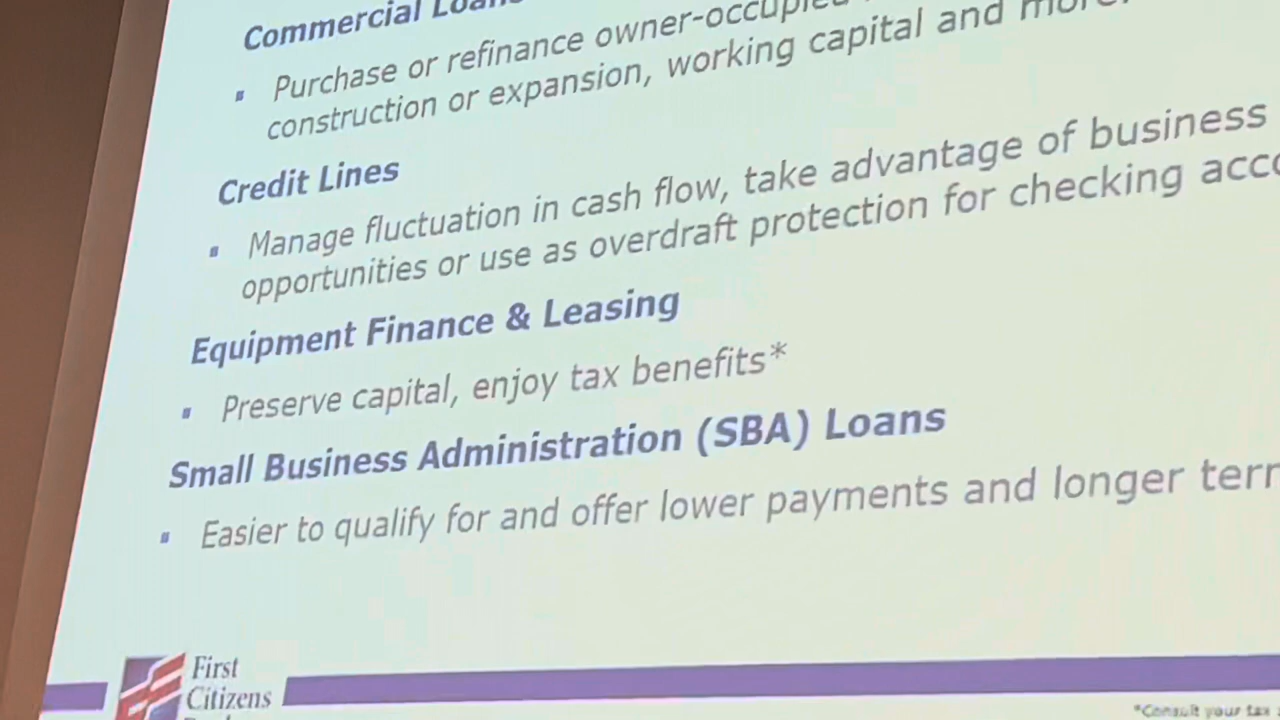 Commercial Loans
Purchase or refinance owner-occupied
construction or expansion, working capital and more.
Credit Lines
Manage fluctuation in cash flow, take advantage of business
opportunities or use as overdraft protection for checking
Equipment Finance & Leasing
Preserve capital, enjoy tax benefits*
Small Business Administration (SBA) Loans
Easier to qualify for and offer lower payments and longer
First
Citizens
*Consult your tax